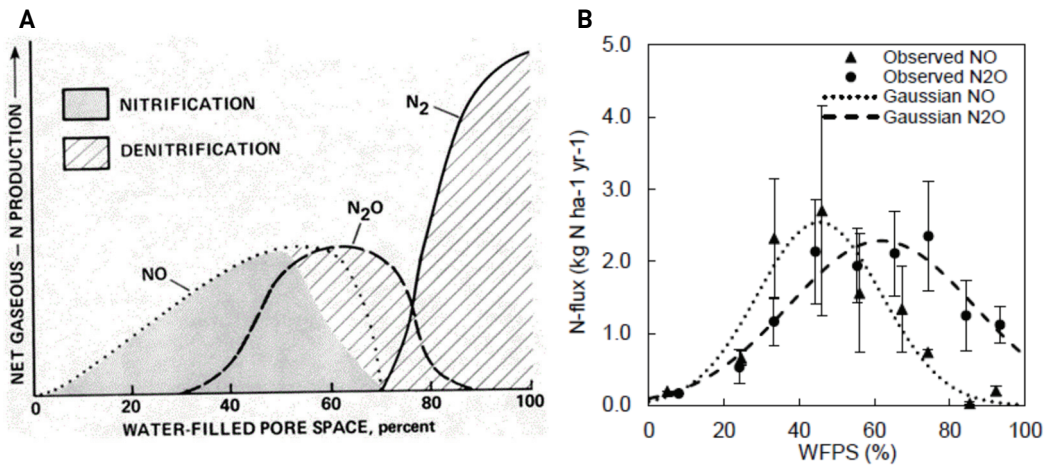 A
NET GASEOUS – N PRODUCTION
NITRIFICATION
DENITRIFICATION
N2
N2O
NO
0 20 40 60 80 100
WATER-FILLED PORE SPACE, percent
B
N-flux (kg N ha-1 yr-1)
5.0
4.0
3.0
2.0
1.0
0.0
Observed NO
Observed N2O
Gaussian NO
Gaussian N2O
0 20 40 60 80 100
WFPS (%)